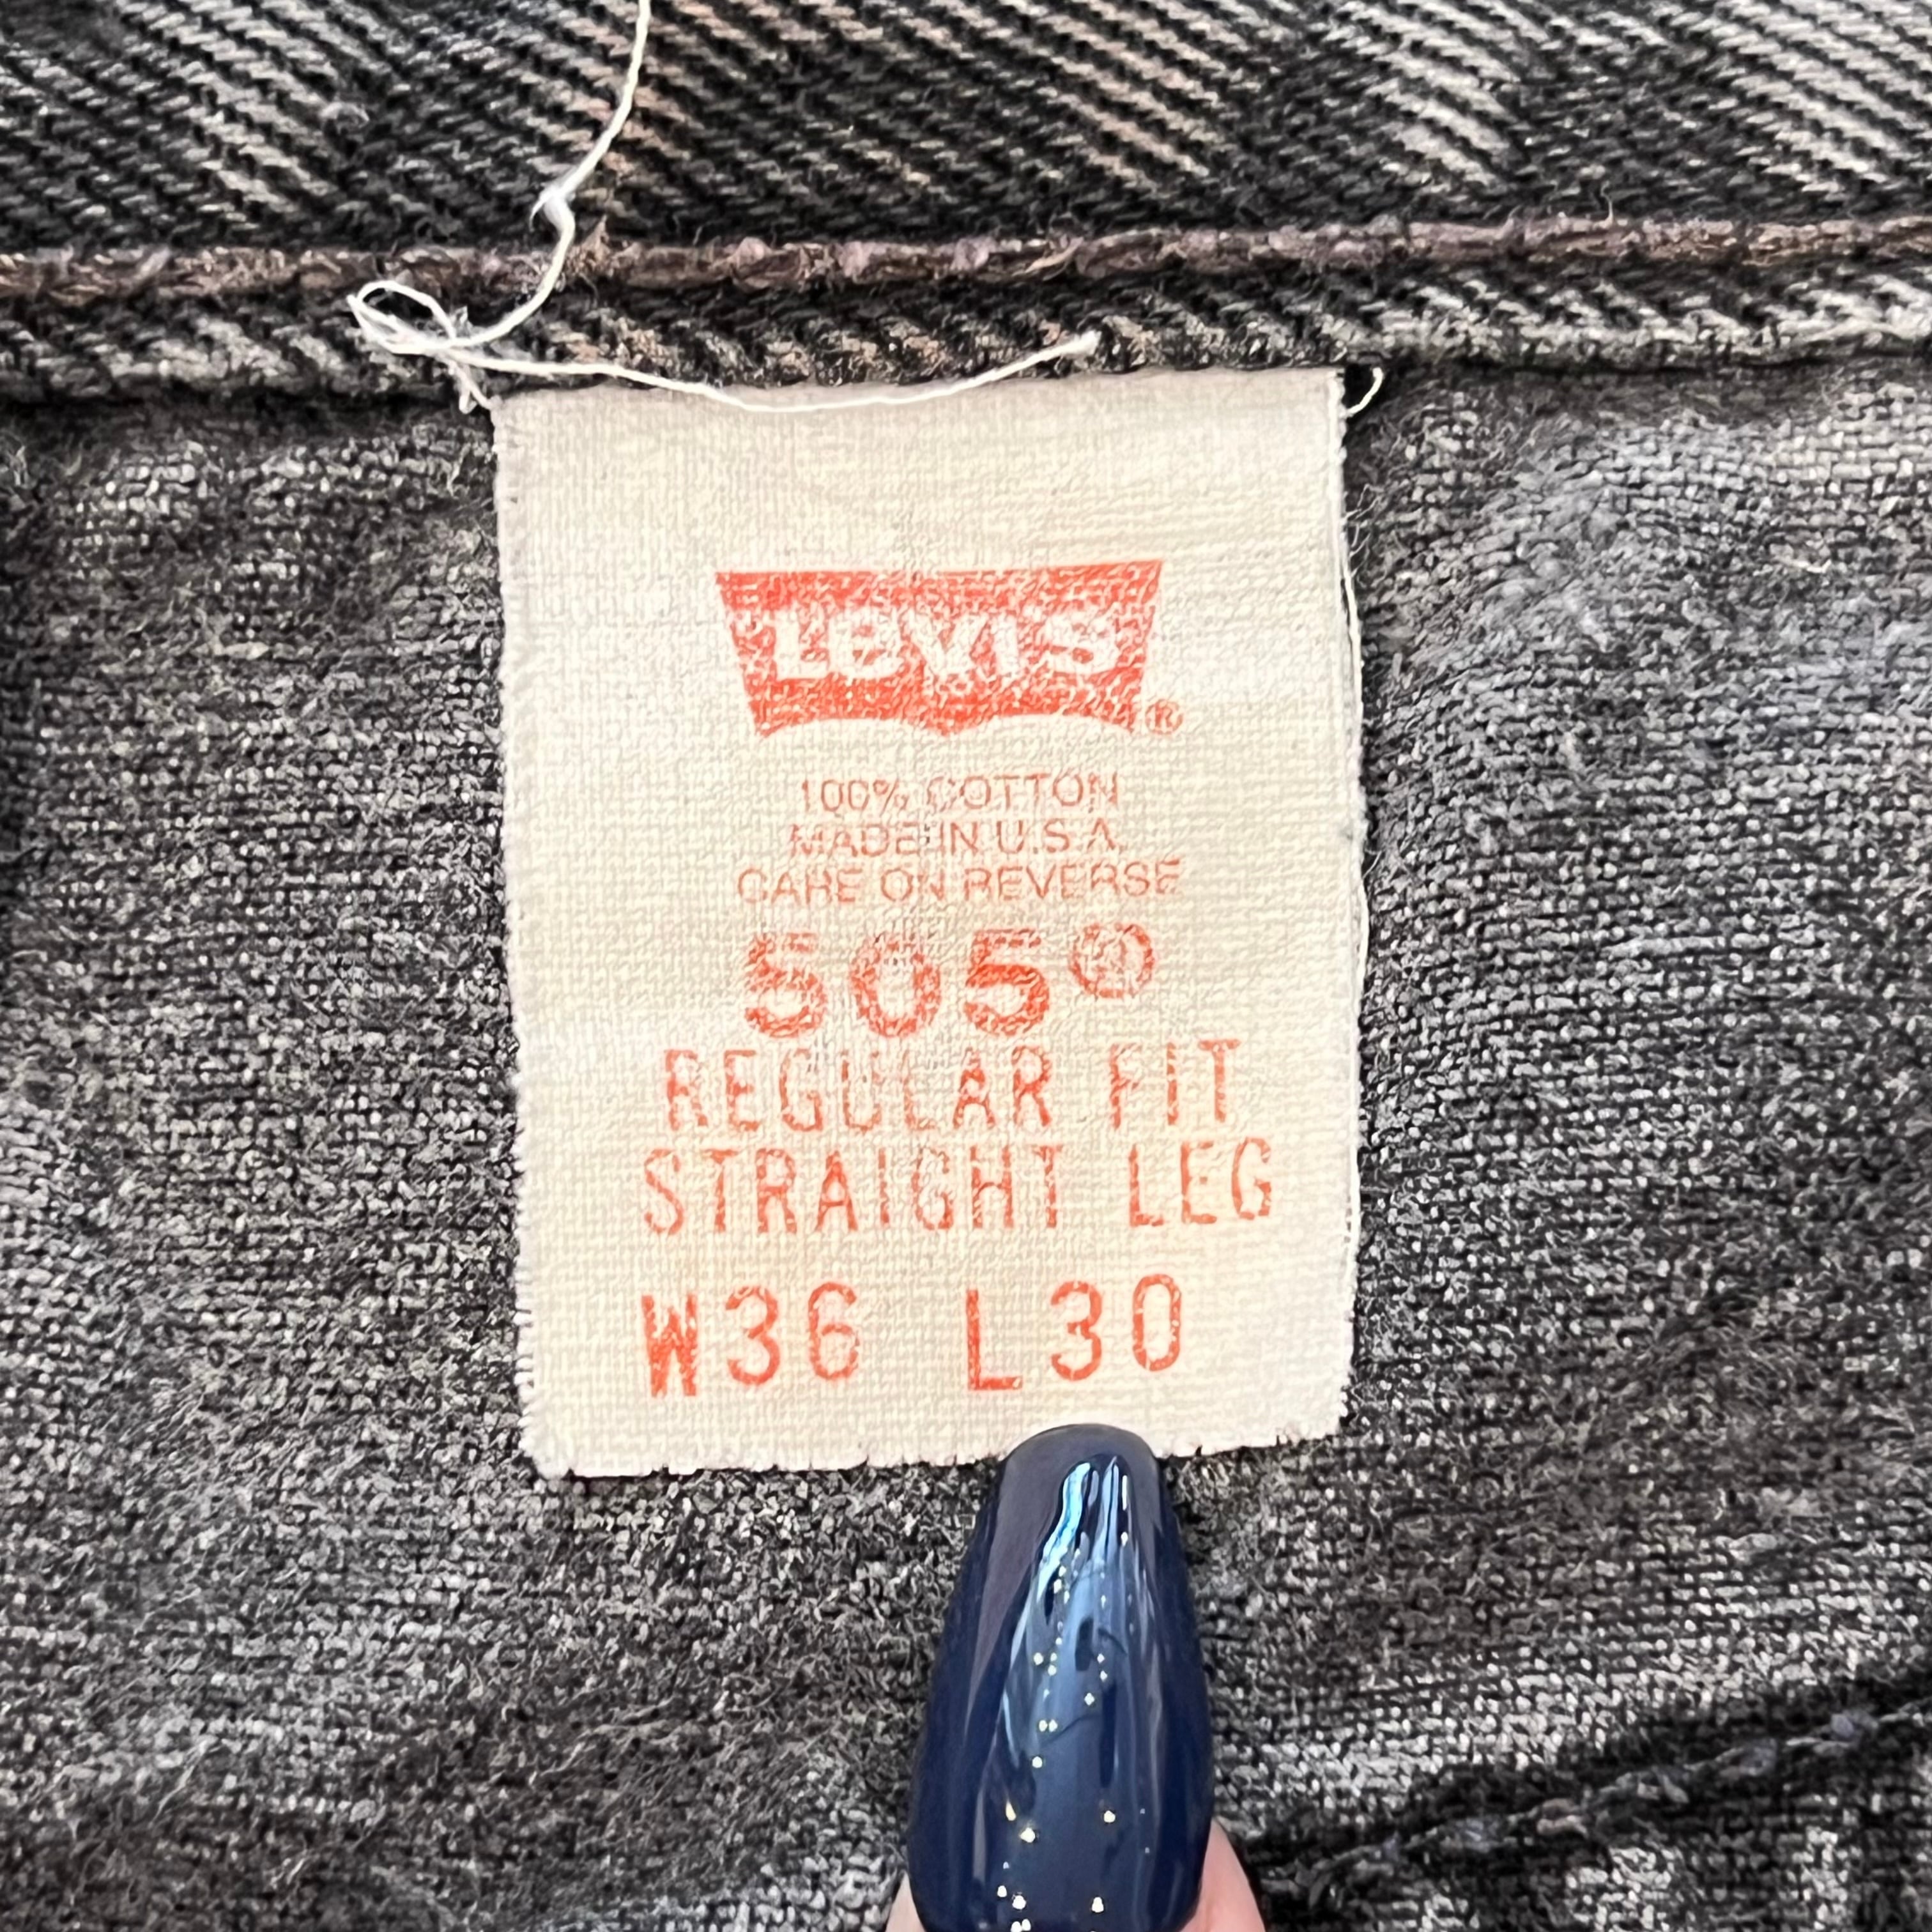 LEVI'S®
100% COTTON
MADE IN U.S.A.
CARE ON REVERSE
505®
REGULAR FIT
STRAIGHT LEG
W36 L30